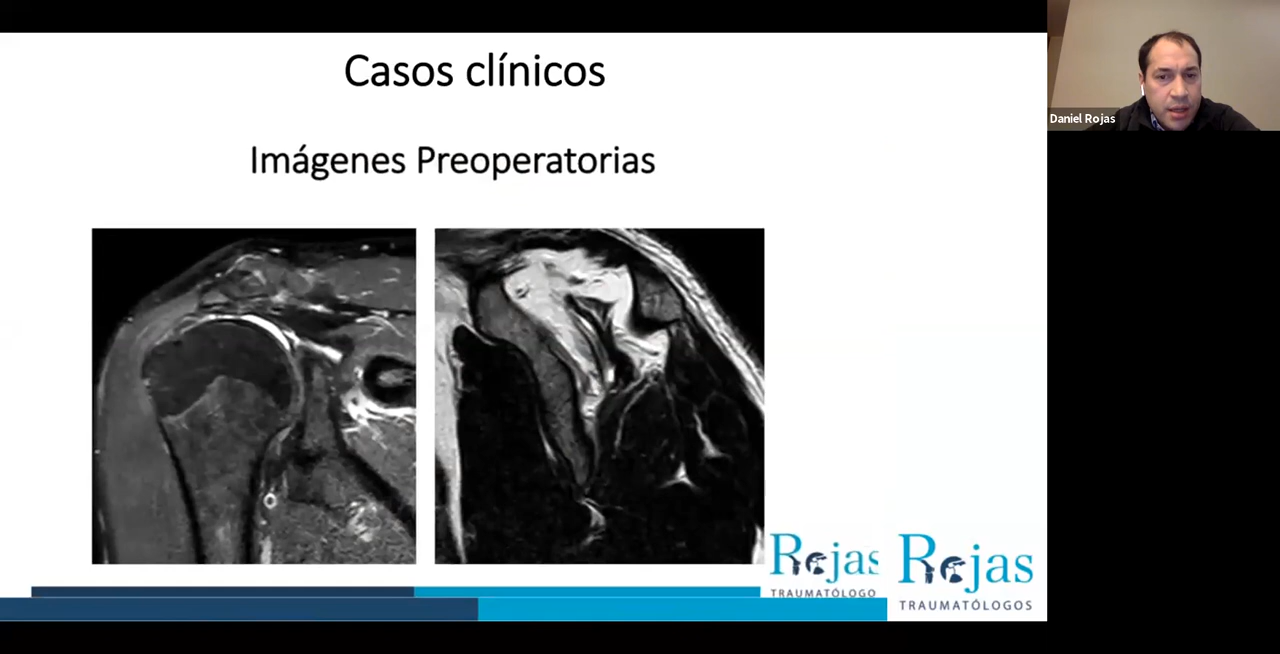 Casos clínicos
Daniel Rojas
Imágenes Preoperatorias
Rojas
TRAUMATÓLOGO
Rojas
TRAUMATÓLOGOS